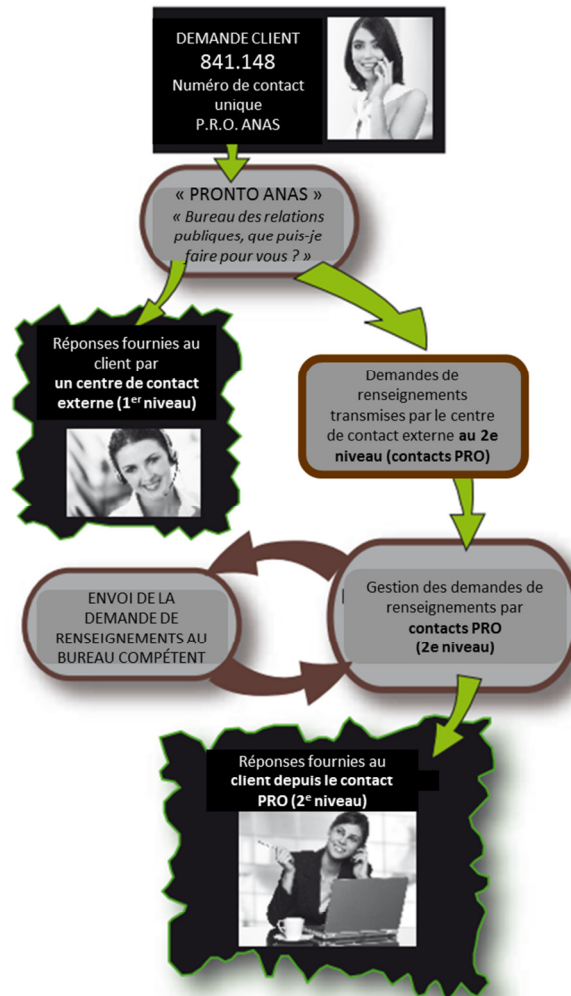 DEMANDE CLIENT
841.148
Numéro de contact
unique
P.R.O. ANAS
« PRONTO ANAS »
« Bureau des relations
publiques, que puis-je
faire pour vous ? »
Réponses fournies au
client par
un centre de contact
externe (1er niveau)
Demandes de
renseignements
transmises par le centre
de contact externe au 2e
niveau (contacts PRO)
ENVOI DE LA
DEMANDE DE
RENSEIGNEMENTS AU
BUREAU COMPÉTENT
Gestion des demandes de
renseignements par
contacts PRO
(2e niveau)
Réponses fournies au
client depuis le contact
PRO (2e niveau)